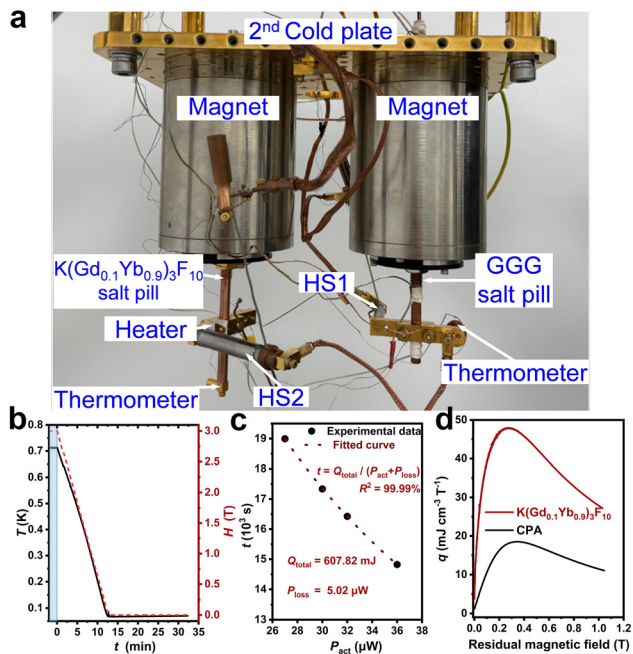 a
2nd Cold plate
Magnet
Magnet
K(Gd0.1Yb0.9)3F10
salt pill
HS1
GGG
salt pill
Heater
Thermometer
HS2
Thermometer
b
T (K)
0.8
0.7
0.6
0.5
0.4
0.3
0.2
0.1
3.0
2.5
2.0
1.5
1.0
0.5
0.0
H (T)
0 5 10 15 20 25 30 35
t (min)
c
t (10³ s)
19
18
17
16
15
14
13
Experimental data
Fitted curve
t = Qtotal / (Pact+Ploss)
R² = 99.99%
Qtotal = 607.82 mJ
Ploss = 5.02 µW
26 28 30 32 34 36 38
Pact (µW)
d
q (mJ cm⁻³ T⁻¹)
50
40
30
20
10
0
K(Gd0.1Yb0.9)3F10
CPA
0.0 0.2 0.4 0.6 0.8 1.0 1.2
Residual magnetic field (T)